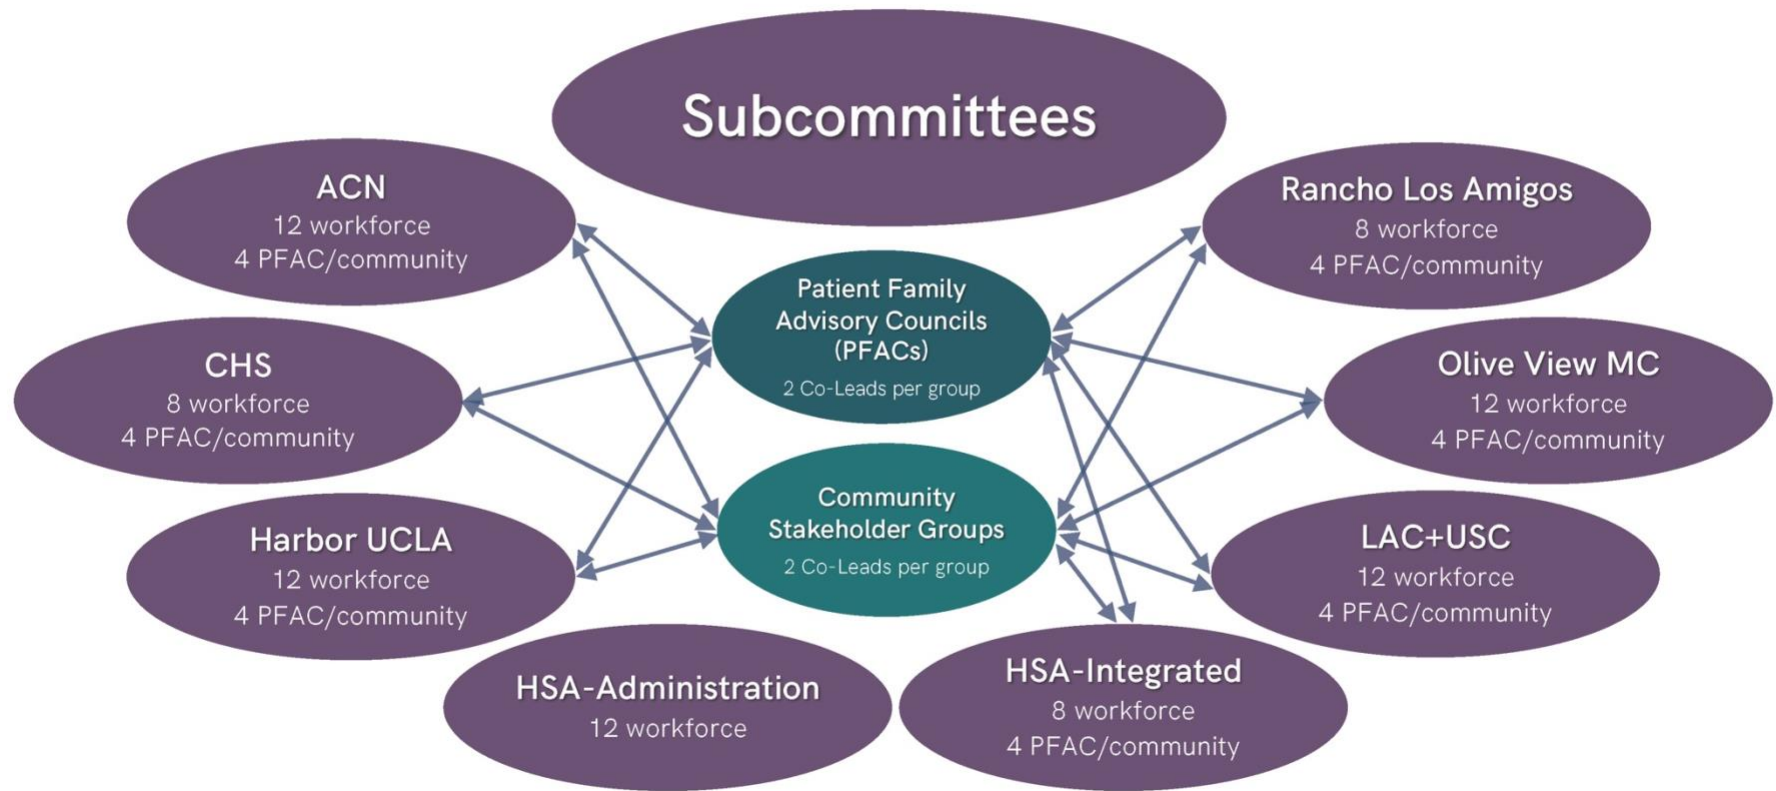 Subcommittees
ACN
12 workforce
4 PFAC/community
Rancho Los Amigos
8 workforce
4 PFAC/community
Patient Family
Advisory Councils
(PFACs)
2 Co-Leads per group
CHS
8 workforce
4 PFAC/community
Olive View MC
12 workforce
4 PFAC/community
Community
Stakeholder Groups
2 Co-Leads per group
Harbor UCLA
12 workforce
4 PFAC/community
LAC+USC
12 workforce
4 PFAC/community
HSA-Administration
12 workforce
HSA-Integrated
8 workforce
4 PFAC/community